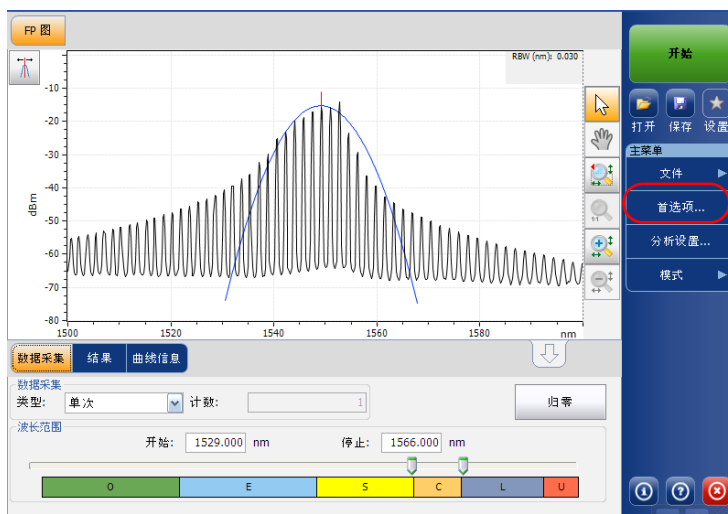 FP 图
RBW (nm): 0.030
-10
-20
-30
-40
-50
-60
-70
-80
dBm
1500 1520 1540 1560 1580 nm
开始
打开 保存 设置
主菜单
文件
首选项...
分析设置...
模式
数据采集 结果 曲线信息
数据采集
类型: 单次 计数: 1
归零
波长范围
开始: 1529.000 nm 停止: 1566.000 nm
O E S C L U